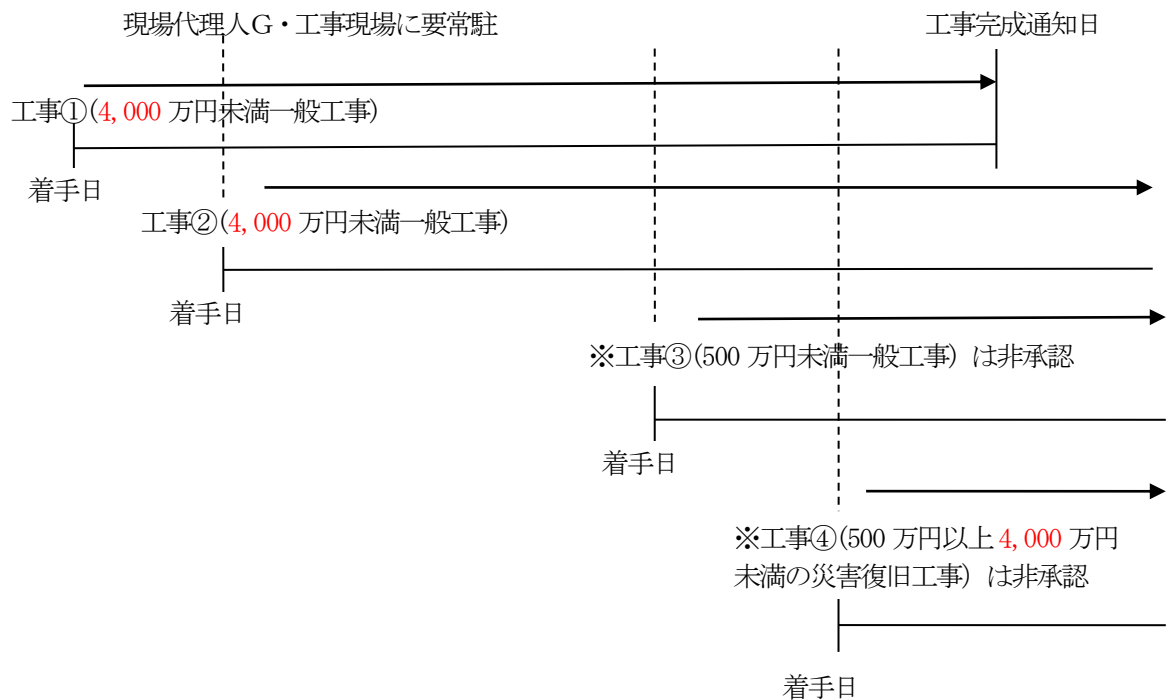 現場代理人G・工事現場に要常駐
工事完成通知日
工事①(4,000 万円未満一般工事)
着手日
工事②(4,000 万円未満一般工事)
着手日
※工事③(500 万円未満一般工事) は非承認
着手日
※工事④(500 万円以上 4,000 万円
未満の災害復旧工事) は非承認
着手日